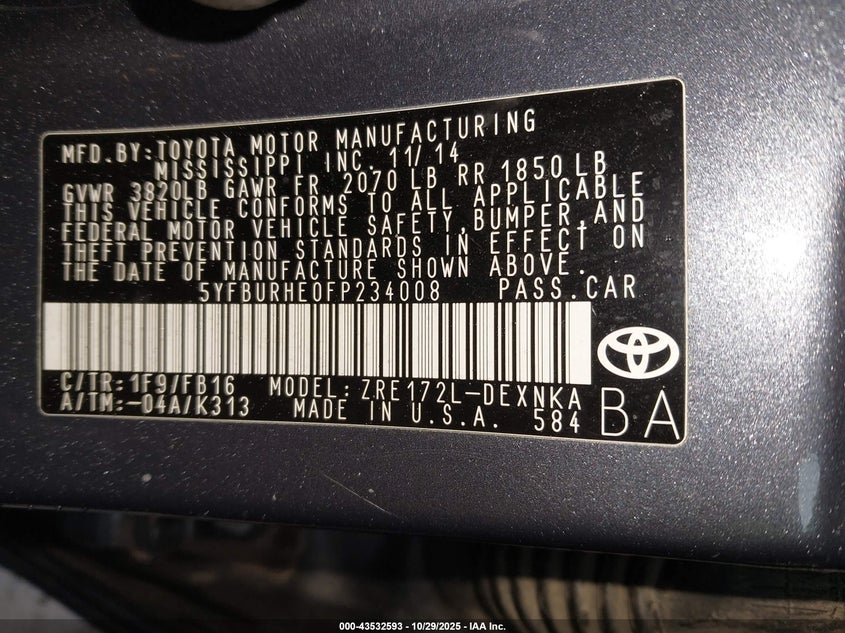 MFD.BY:TOYOTA MOTOR MANUFACTURING
MISSISSIPPI INC. 11/14
GVWR 3820LB GAWR FR 2070 LB RR 1850 LB
THIS VEHICLE CONFORMS TO ALL APPLICABLE
FEDERAL MOTOR VEHICLE SAFETY,BUMPER,AND
THEFT PREVENTION STANDARDS IN EFFECT ON
THE DATE OF MANUFACTURE SHOWN ABOVE.
5YFBURHE0FP234008 PASS.CAR
C/TR:1F9/FB16 MODEL:ZRE172L-DEXNKA
A/TM:-04A/K313 MADE IN U.S.A. 584
BA
000-43532593 - 10/29/2025 - IAA Inc.